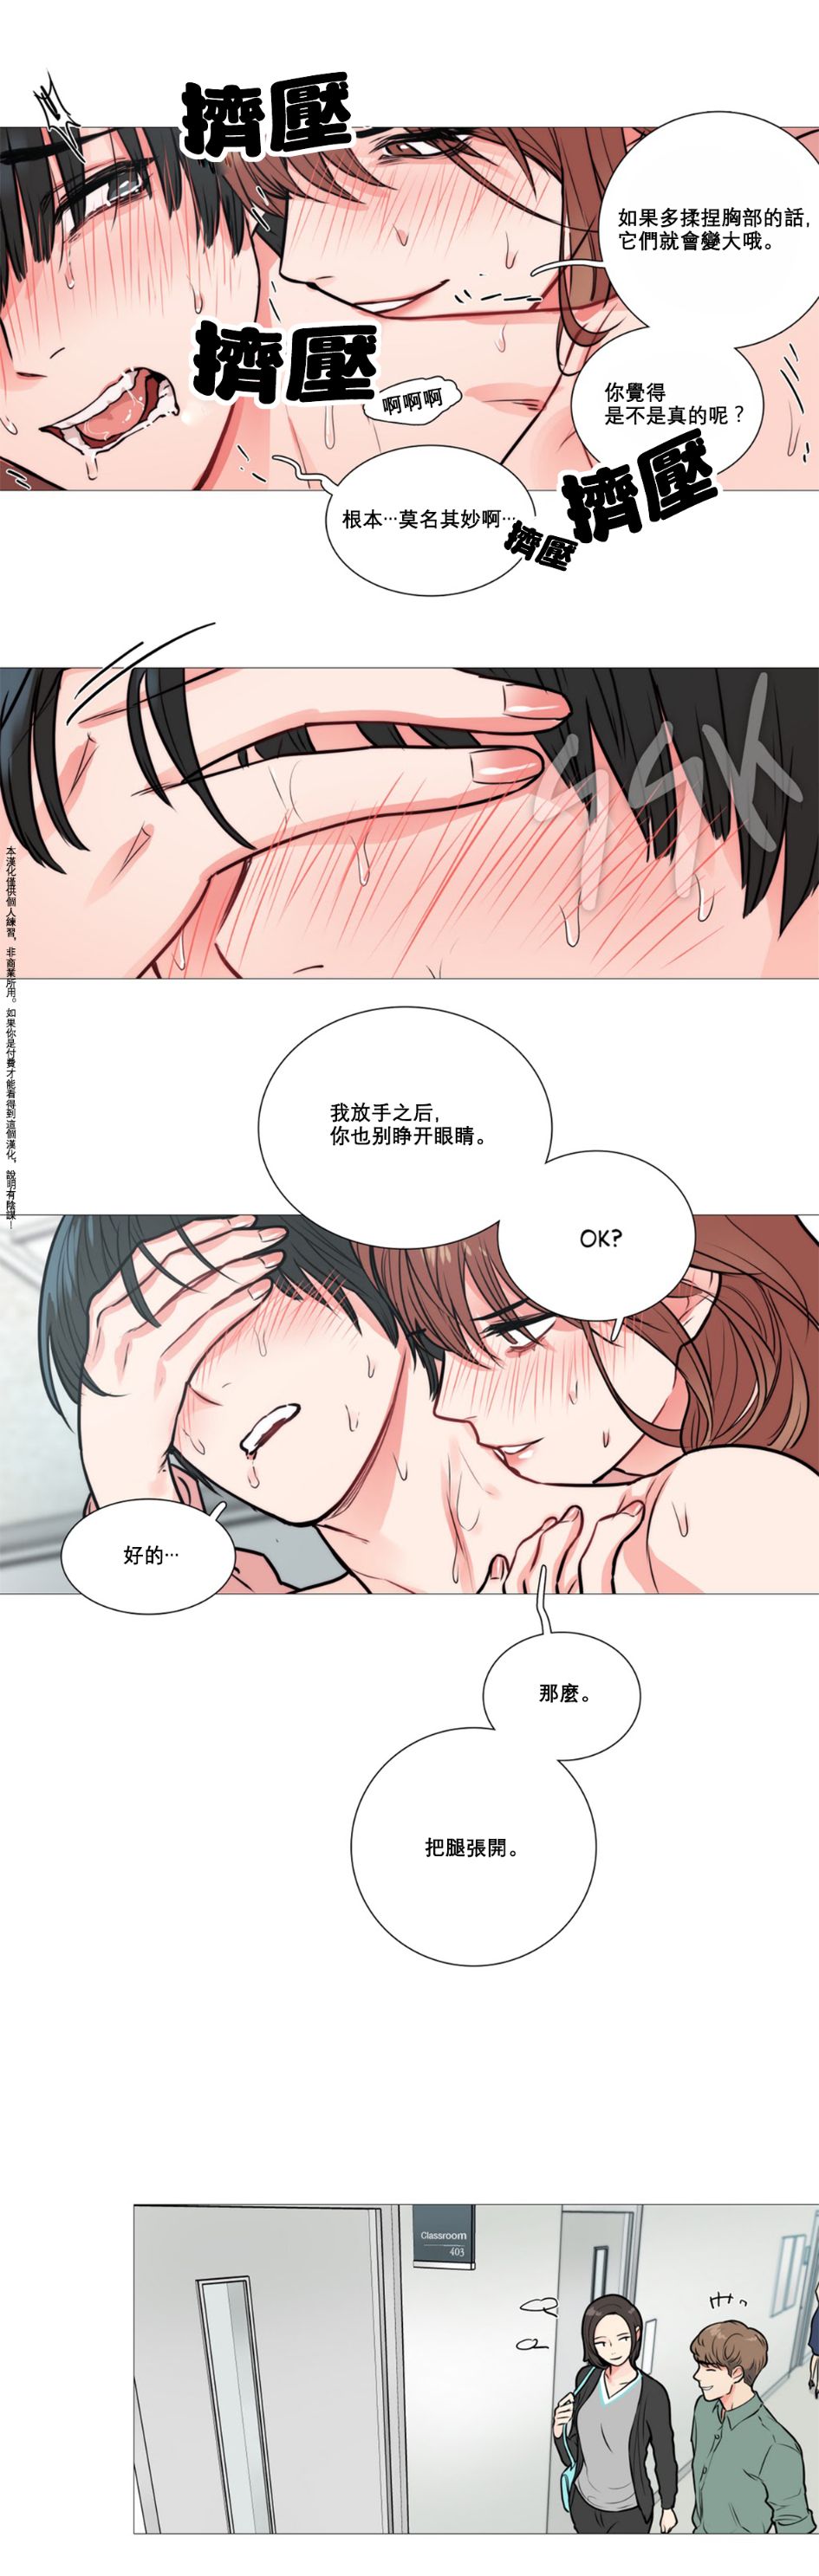 擠壓
如果多揉捏胸部的話,
它們就會變大哦。
擠壓
啊啊啊
你覺得
是不是真的呢？
擠壓
根本…莫名其妙啊…
擠壓
SSK
本漢化僅供個人練習，非商業所用。如果你是付費才能看得到這個漢化，說明有陰謀—
我放手之后,
你也别睁开眼睛。
OK?
好的…
那麼。
把腿張開。
Classroom
403